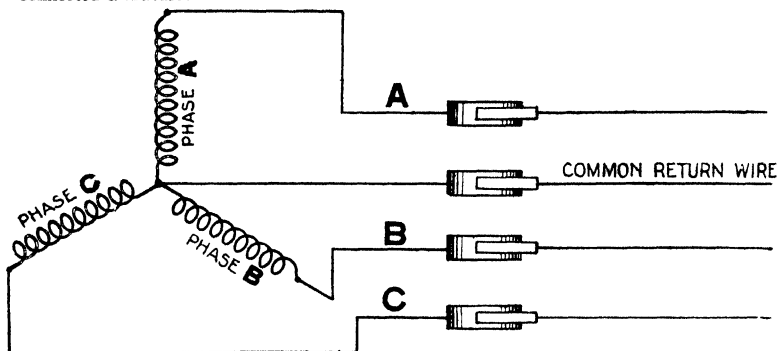 PHASE A
A
COMMON RETURN WIRE
PHASE C
PHASE B
B
C